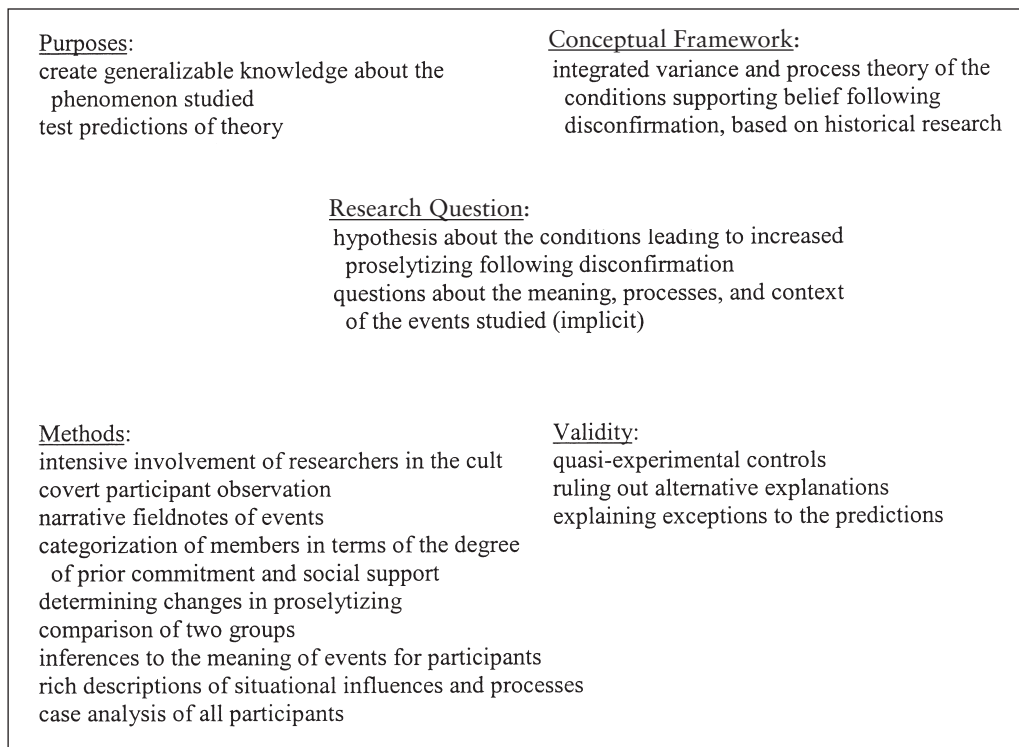 Purposes:
create generalizable knowledge about the
phenomenon studied
test predictions of theory
Conceptual Framework:
integrated variance and process theory of the
conditions supporting belief following
disconfirmation, based on historical research
Research Question:
hypothesis about the conditions leading to increased
proselytizing following disconfirmation
questions about the meaning, processes, and context
of the events studied (implicit)
Methods:
intensive involvement of researchers in the cult
covert participant observation
narrative fieldnotes of events
categorization of members in terms of the degree
of prior commitment and social support
determining changes in proselytizing
comparison of two groups
inferences to the meaning of events for participants
rich descriptions of situational influences and processes
case analysis of all participants
Validity:
quasi-experimental controls
ruling out alternative explanations
explaining exceptions to the predictions